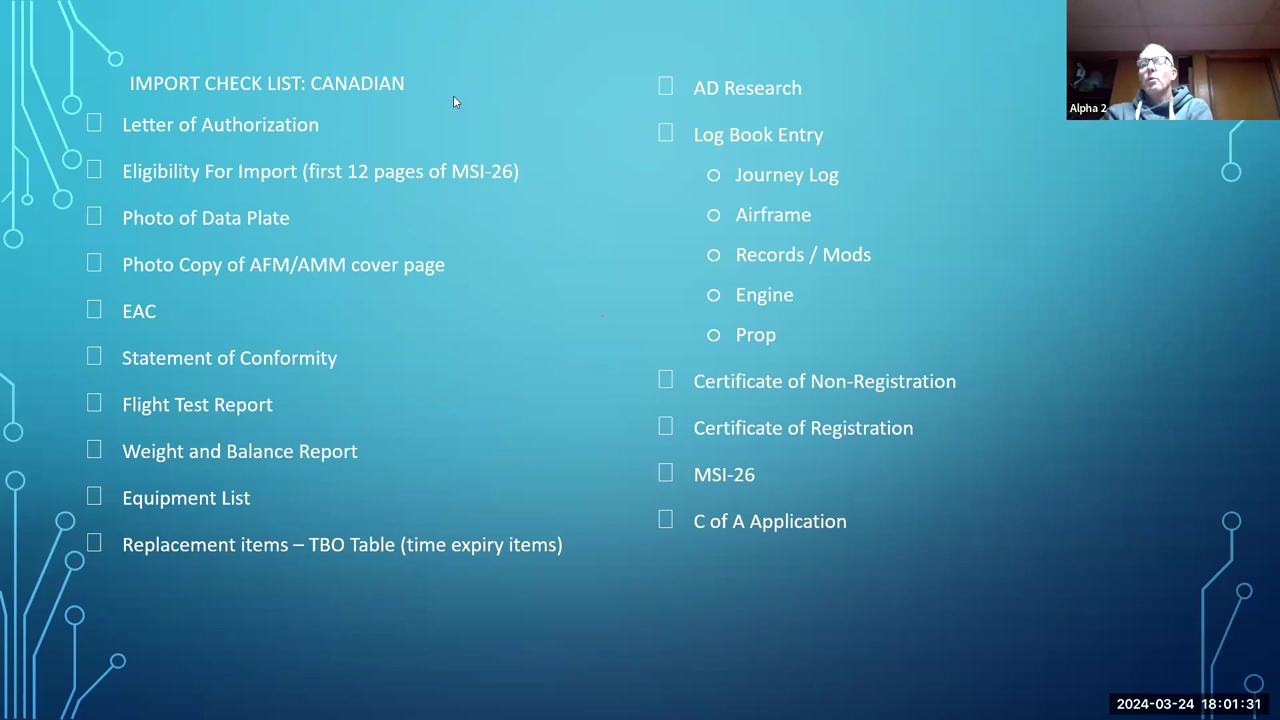 IMPORT CHECK LIST: CANADIAN
Letter of Authorization
Eligibility For Import (first 12 pages of MSI-26)
Photo of Data Plate
Photo Copy of AFM/AMM cover page
EAC
Statement of Conformity
Flight Test Report
Weight and Balance Report
Equipment List
Replacement items – TBO Table (time expiry items)
AD Research
Log Book Entry
Journey Log
Airframe
Records / Mods
Engine
Prop
Certificate of Non-Registration
Certificate of Registration
MSI-26
C of A Application
Alpha 2
2024-03-24 18:01:31